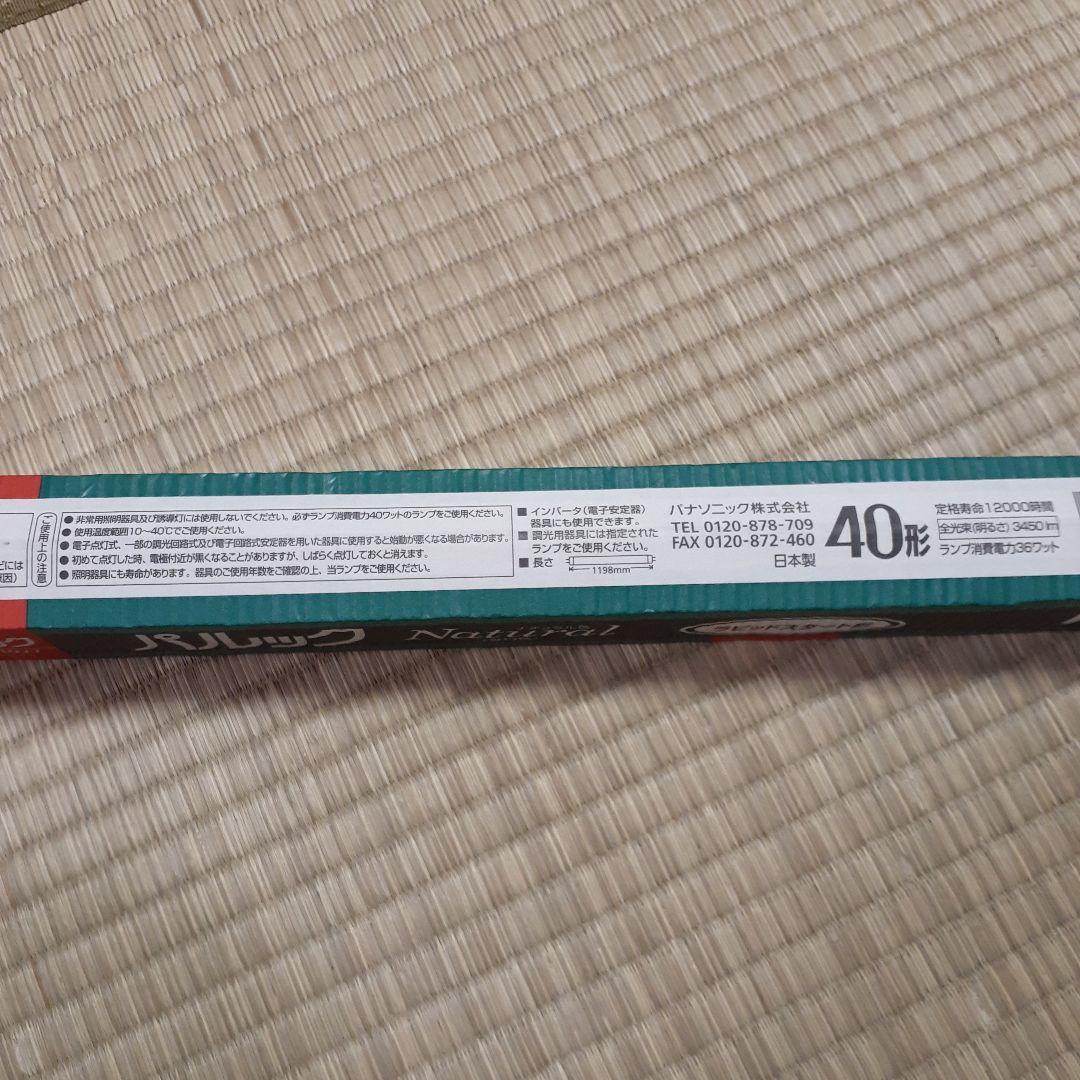 どには
原因)
ご使用上の注意
●非常用照明器具及び誘導灯には使用しないでください。必ずランプ消費電力40ワットのランプをご使用ください。
●使用温度範囲10〜40℃でご使用ください。
●電子点灯式、一部の調光回路式及び電子回路式安定器を用いた器具に使用すると始動が悪くなる場合があります。
●初めて点灯した時、電極付近が黒くなることがありますが、しばらく点灯しておくと消えます。
●照明器具にも寿命があります。器具のご使用年数をご確認の上、当ランプをご使用ください。
■インバータ(電子安定器)
器具にも使用できます。
■調光用器具には指定された
ランプをご使用ください。
■長さ
1198mm
パナソニック株式会社
TEL 0120-878-709
FAX 0120-872-460
日本製
40形
定格寿命12000時間
全光束(明るさ)3450 lm
ランプ消費電力36ワット
パルック
Natural
ラピッドスタート形